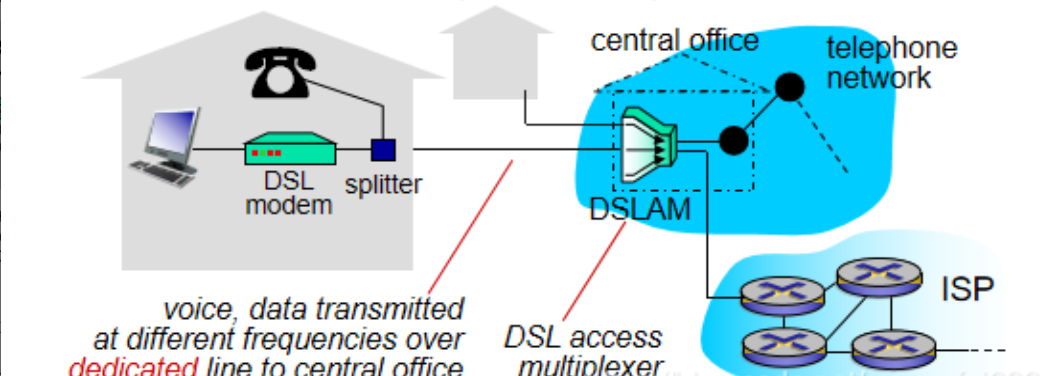 central office
telephone
network
DSL
modem
splitter
DSLAM
ISP
voice, data transmitted
at different frequencies over
dedicated line to central office
DSL access
multiplexer